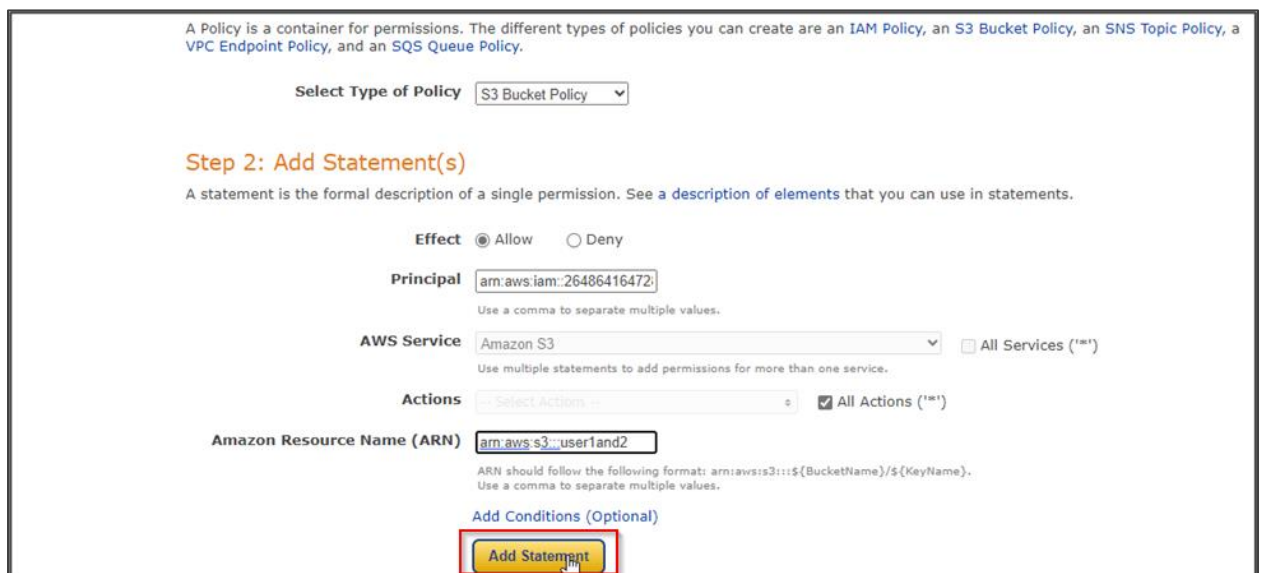 A Policy is a container for permissions. The different types of policies you can create are an IAM Policy, an S3 Bucket Policy, an SNS Topic Policy, a
VPC Endpoint Policy, and an SQS Queue Policy.
Select Type of Policy S3 Bucket Policy
Step 2: Add Statement(s)
A statement is the formal description of a single permission. See a description of elements that you can use in statements.
Effect Allow Deny
Principal arn:aws:iam::26486416472
Use a comma to separate multiple values.
AWS Service Amazon S3 All Services ('*')
Use multiple statements to add permissions for more than one service.
Actions -- Select Actions -- All Actions ('*')
Amazon Resource Name (ARN) arn:aws:s3:::user1and2
ARN should follow the following format: arn:aws:s3:::${BucketName}/${KeyName}.
Use a comma to separate multiple values.
Add Conditions (Optional)
Add Statement